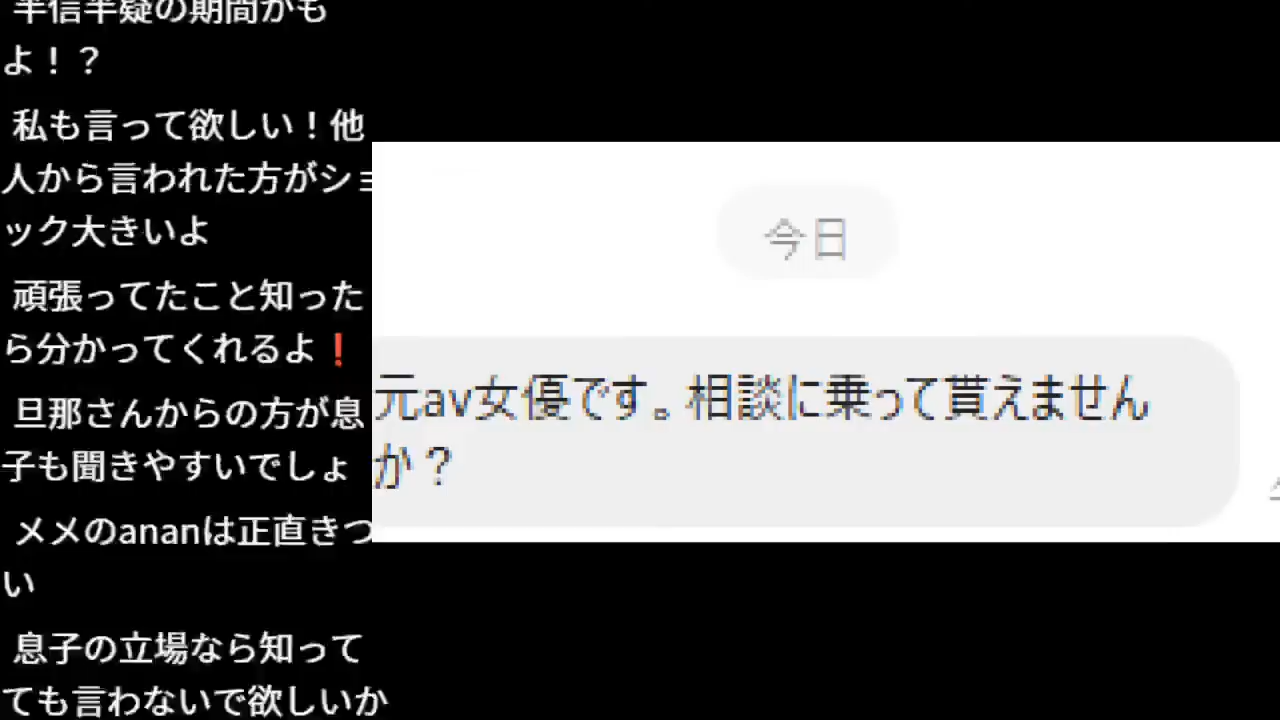 半信半疑の期間かも
よ！？
私も言って欲しい！他
人から言われた方がショ
ック大きいよ
頑張ってたこと知った
ら分かってくれるよ❗
旦那さんからの方が息
子も聞きやすいでしょ
メメのananは正直きつ
い
息子の立場なら知って
ても言わないで欲しいか
今日
元av女優です。相談に乗って貰えません
か？